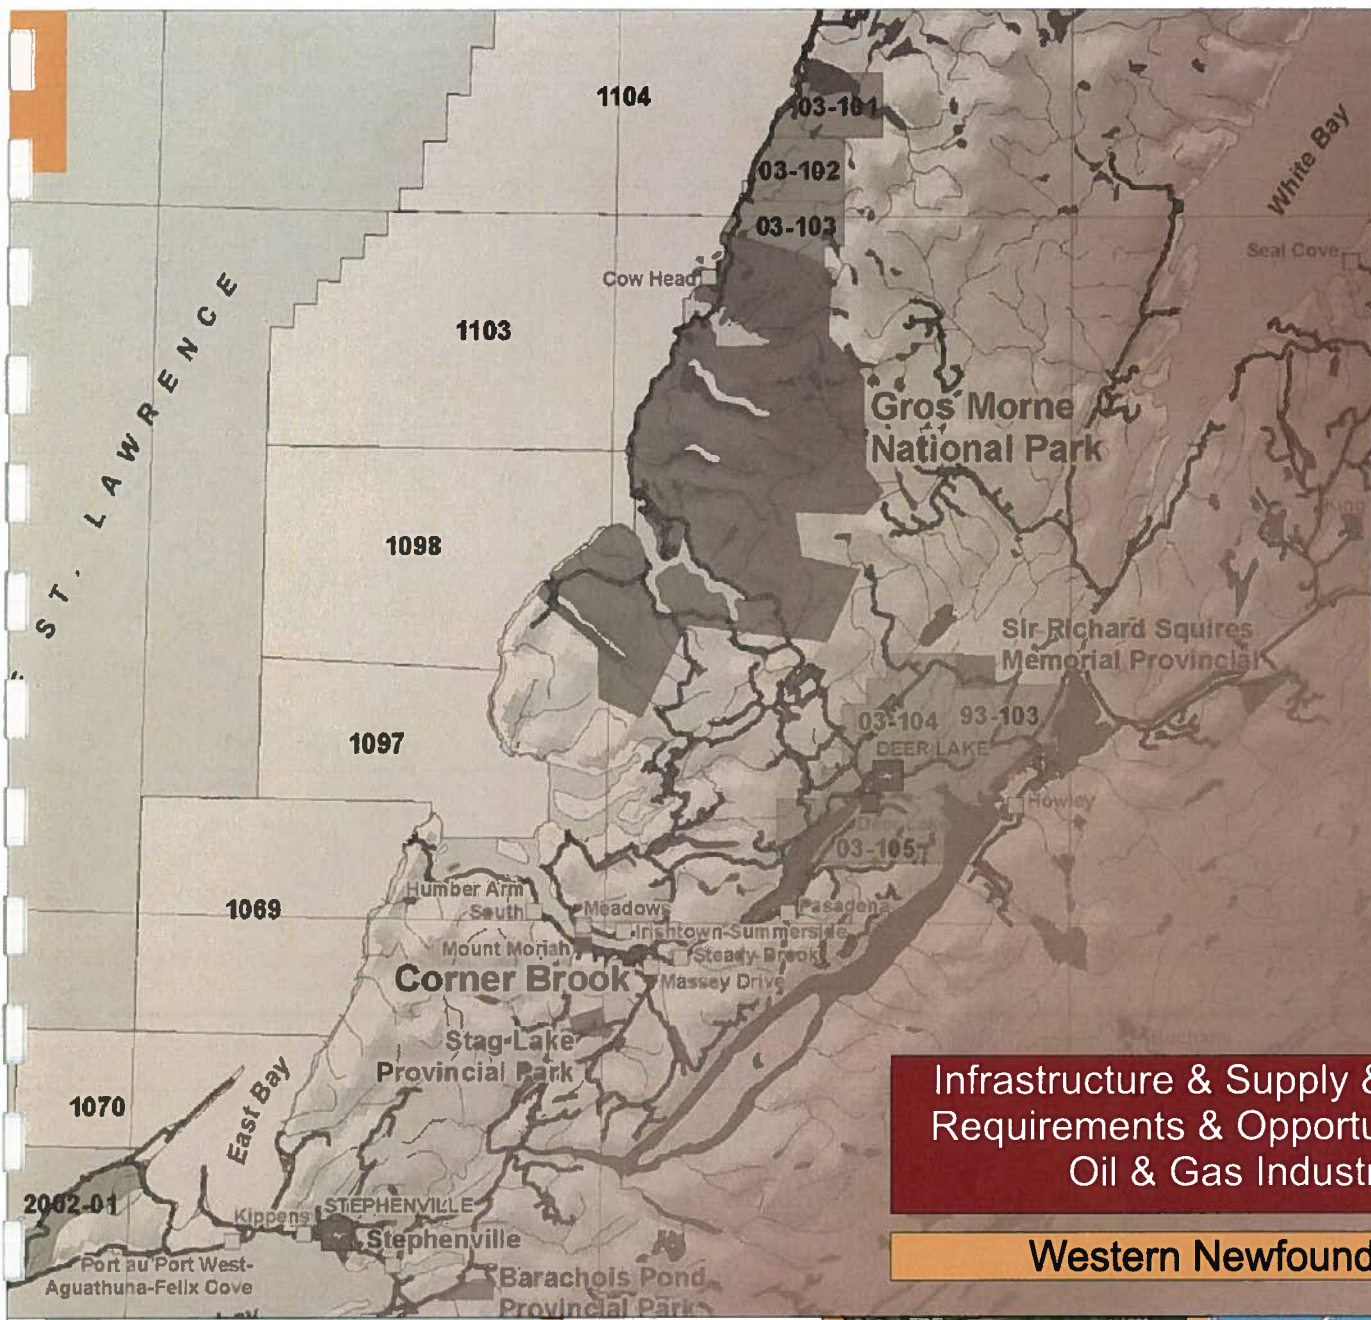 1104
03-101
03-102
03-103
White Bay
Seal Cove
Cow Head
1103
ST. LAWRENCE
Gros Morne
National Park
1098
Sir Richard Squires
Memorial Provincial
03-104
93-103
DEER LAKE
1097
Howley
Deer Lake
03-105
1069
Humber Arm
South
Meadows
Pasadena
Irishtown-Summerside
Mount Moriah
Steady Brook
Corner Brook
Massey Drive
Stag Lake
Provincial Park
1070
East Bay
Infrastructure & Supply &
Requirements & Opportu
Oil & Gas Industr
2002-01
Kippens
STEPHENVILLE
Stephenville
Port au Port West-
Aguathuna-Felix Cove
Western Newfound
Barachois Pond
Provincial Park